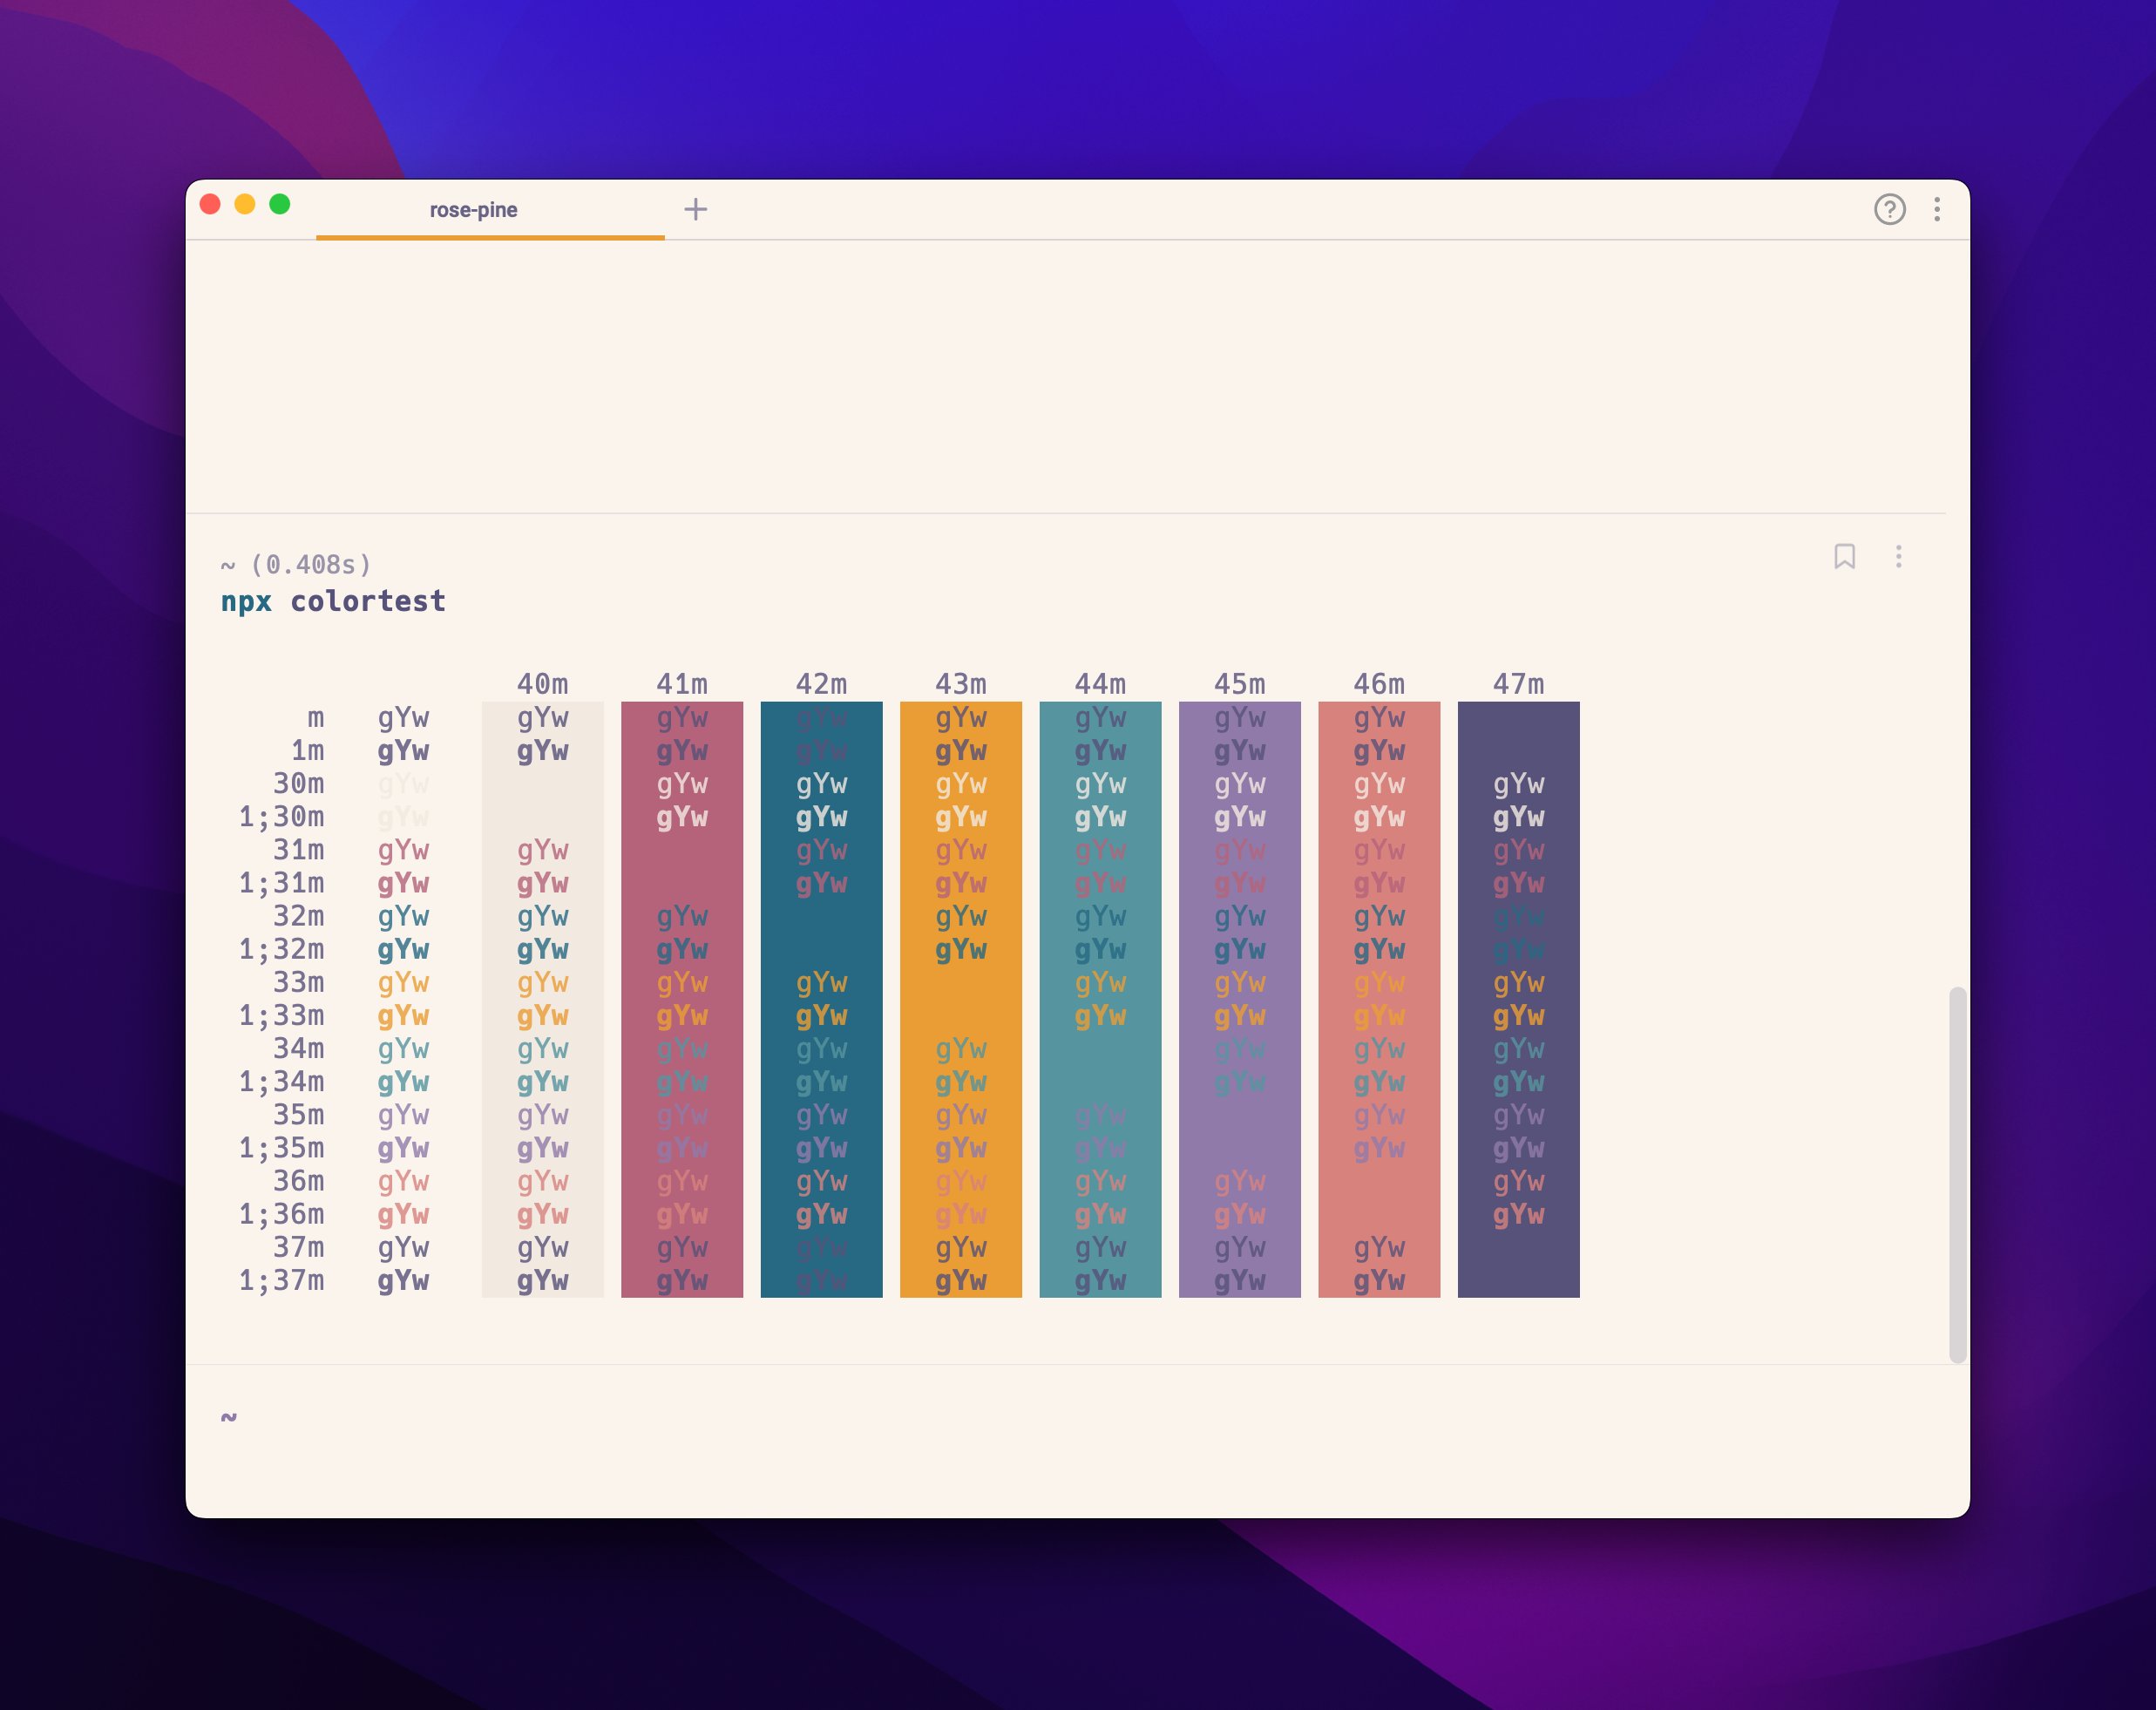 rose-pine
~ (0.408s)
npx colortest
40m 41m 42m 43m 44m 45m 46m 47m
m gYw gYw gYw gYw gYw gYw gYw gYw
1m gYw gYw gYw gYw gYw gYw gYw gYw
30m gYw gYw gYw gYw gYw gYw gYw gYw
1;30m gYw gYw gYw gYw gYw gYw gYw gYw
31m gYw gYw gYw gYw gYw gYw gYw gYw
1;31m gYw gYw gYw gYw gYw gYw gYw gYw
32m gYw gYw gYw gYw gYw gYw gYw gYw
1;32m gYw gYw gYw gYw gYw gYw gYw gYw
33m gYw gYw gYw gYw gYw gYw gYw gYw
1;33m gYw gYw gYw gYw gYw gYw gYw gYw
34m gYw gYw gYw gYw gYw gYw gYw gYw
1;34m gYw gYw gYw gYw gYw gYw gYw gYw
35m gYw gYw gYw gYw gYw gYw gYw gYw
1;35m gYw gYw gYw gYw gYw gYw gYw gYw
36m gYw gYw gYw gYw gYw gYw gYw gYw
1;36m gYw gYw gYw gYw gYw gYw gYw gYw
37m gYw gYw gYw gYw gYw gYw gYw gYw
1;37m gYw gYw gYw gYw gYw gYw gYw gYw
~